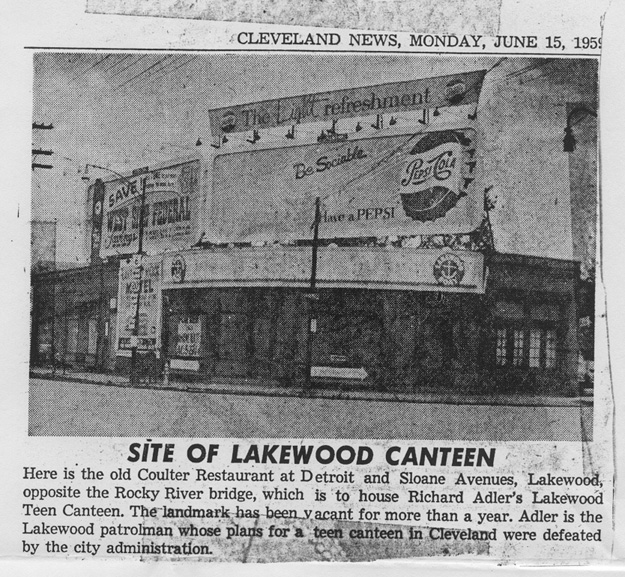 CLEVELAND NEWS, MONDAY, JUNE 15, 1959
The Light refreshment
Be Sociable
PEPSI-COLA
Have a PEPSI
SAVE!
WEST SIDE FEDERAL
SITE OF LAKEWOOD CANTEEN
Here is the old Coulter Restaurant at Detroit and Sloane Avenues, Lakewood,
opposite the Rocky River bridge, which is to house Richard Adler's Lakewood
Teen Canteen. The landmark has been vacant for more than a year. Adler is the
Lakewood patrolman whose plans for a teen canteen in Cleveland were defeated
by the city administration.